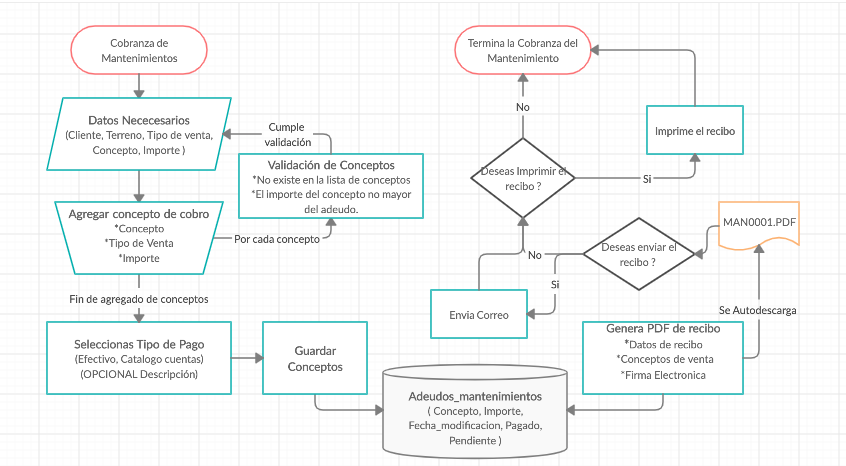 Cobranza de
Mantenimientos
Datos Nececesarios
(Cliente, Terreno, Tipo de venta,
Concepto, Importe )
Cumple
validación
Validación de Conceptos
*No existe en la lista de conceptos
*El importe del concepto no mayor
del adeudo.
Agregar concepto de cobro
*Concepto
*Tipo de Venta
*Importe
Por cada concepto
Fin de agregado de conceptos
Seleccionas Tipo de Pago
(Efectivo, Catalogo cuentas)
(OPCIONAL Descripción)
Guardar
Conceptos
Adeudos_mantenimientos
( Concepto, Importe,
Fecha_modificacion, Pagado,
Pendiente )
Genera PDF de recibo
*Datos de recibo
*Conceptos de venta
*Firma Electronica
Se Autodescarga
MAN0001.PDF
Deseas enviar el
recibo ?
No
Si
Envia Correo
Deseas Imprimir el
recibo ?
Si
Imprime el recibo
No
Termina la Cobranza del
Mantenimiento